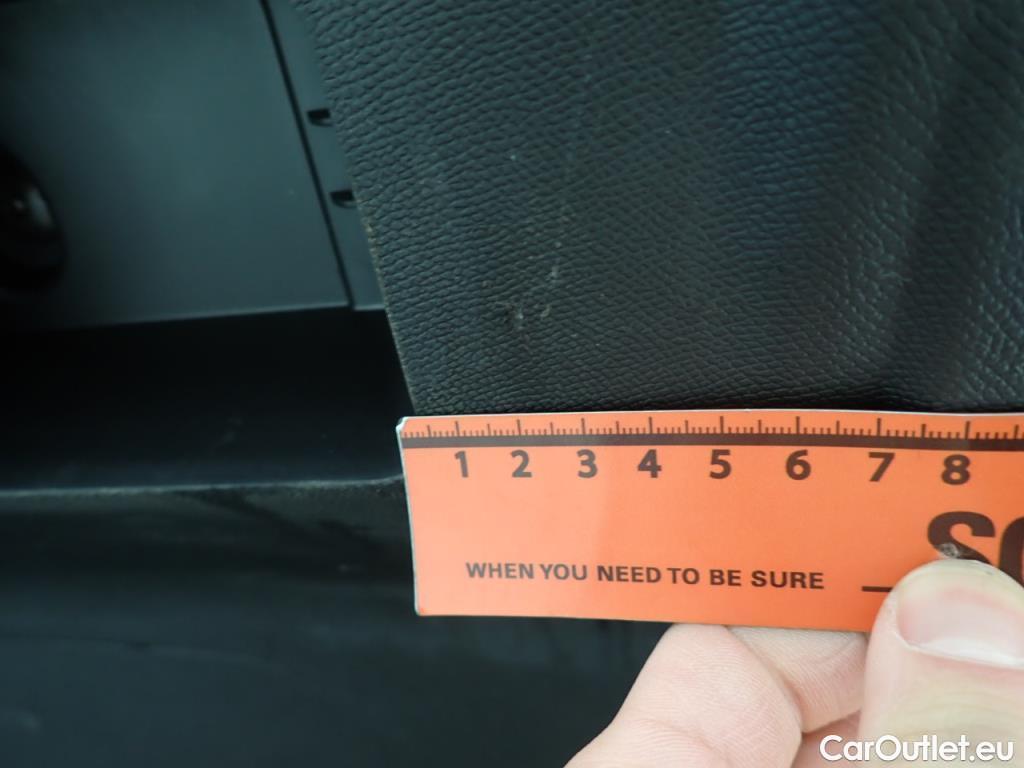 1 2 3 4 5 6 7 8
WHEN YOU NEED TO BE SURE
CarOutlet.eu